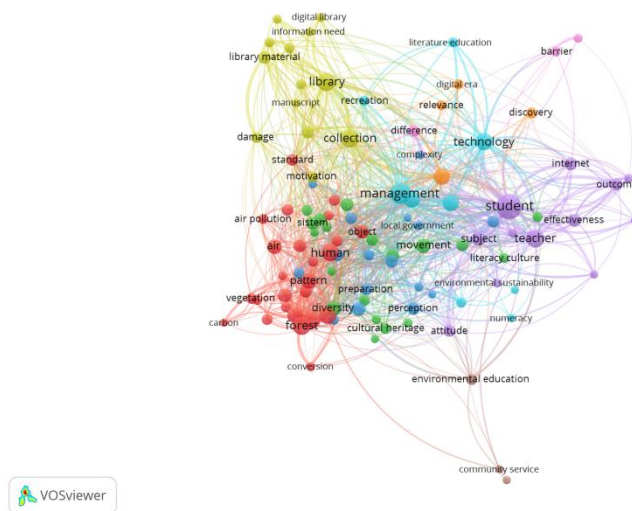 digital library
information need
literature education
barrier
library material
library
digital era
manuscript
recreation
relevance
discovery
damage
collection
difference
technology
standard
complexity
internet
motivation
management
outcom
student
air pollution
sistem
local government
effectiveness
object
air
human
movement
subject
teacher
literacy culture
pattern
preparation
environmental sustainability
vegetation
diversity
perception
carbon
forest
cultural heritage
attitude
numeracy
conversion
environmental education
community service
VOSviewer